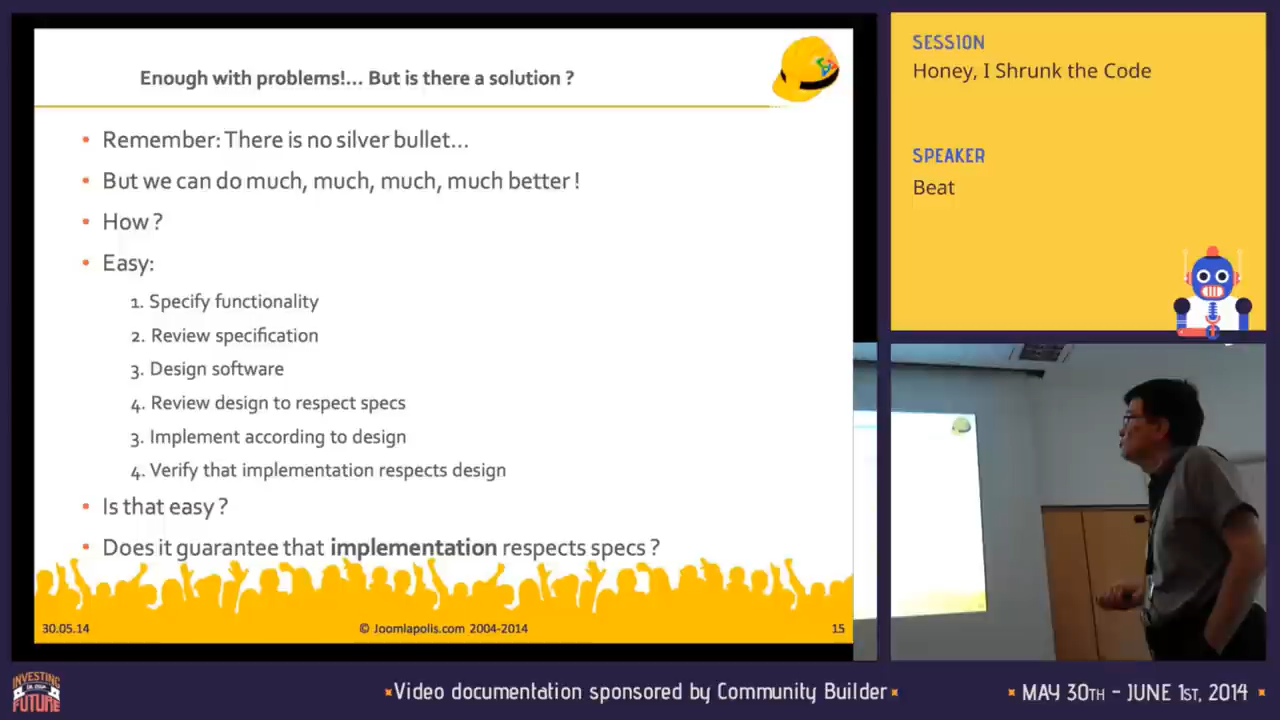 Enough with problems!... But is there a solution ?
• Remember: There is no silver bullet...
• But we can do much, much, much, much better !
• How ?
• Easy:
1. Specify functionality
2. Review specification
3. Design software
4. Review design to respect specs
3. Implement according to design
4. Verify that implementation respects design
• Is that easy ?
• Does it guarantee that implementation respects specs ?
30.05.14
© Joomlapolis.com 2004-2014
15
SESSION
Honey, I Shrunk the Code
SPEAKER
Beat
INVESTING
IN OUR
FUTURE
Video documentation sponsored by Community Builder
MAY 30TH - JUNE 1ST, 2014